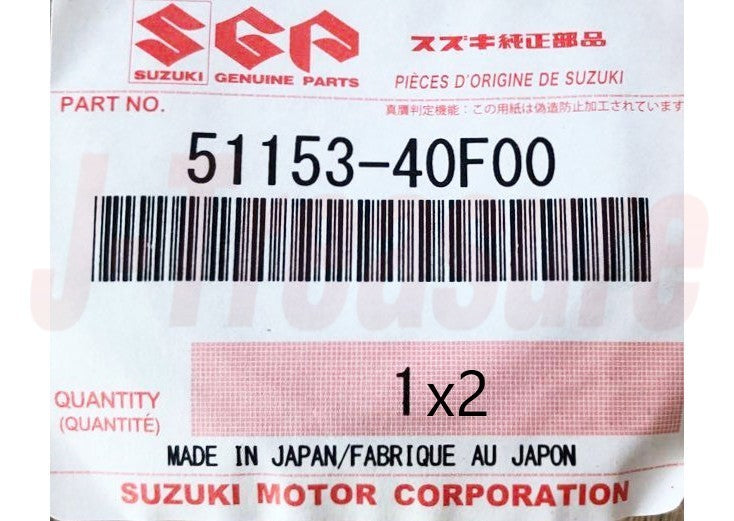 SGP スズキ純正部品
SUZUKI GENUINE PARTS PIÈCES D'ORIGINE DE SUZUKI
PART NO. 真贋判定機能：この用紙は偽造防止加工されています
51153-40F00
J-Treasure
QUANTITY 1x2
(QUANTITÉ)
MADE IN JAPAN/FABRIQUE AU JAPON
SUZUKI MOTOR CORPORATION